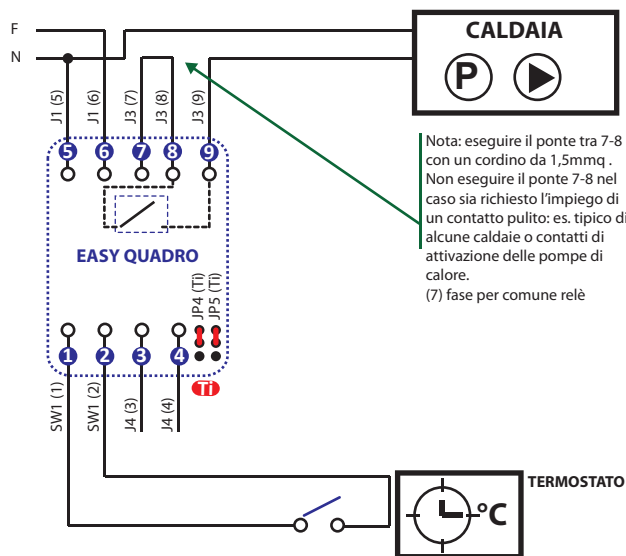 F
N
CALDAIA
P
J1 (5)
J1 (6)
J3 (7)
J3 (8)
J3 (9)
5
6
7
8
9
Nota: eseguire il ponte tra 7-8
con un cordino da 1,5mmq .
Non eseguire il ponte 7-8 nel
caso sia richiesto l’impiego di
un contatto pulito: es. tipico di
alcune caldaie o contatti di
attivazione delle pompe di
calore.
(7) fase per comune relè
EASY QUADRO
JP4 (Ti)
JP5 (Ti)
1
2
3
4
Ti
SW1 (1)
SW1 (2)
J4 (3)
J4 (4)
TERMOSTATO
°C